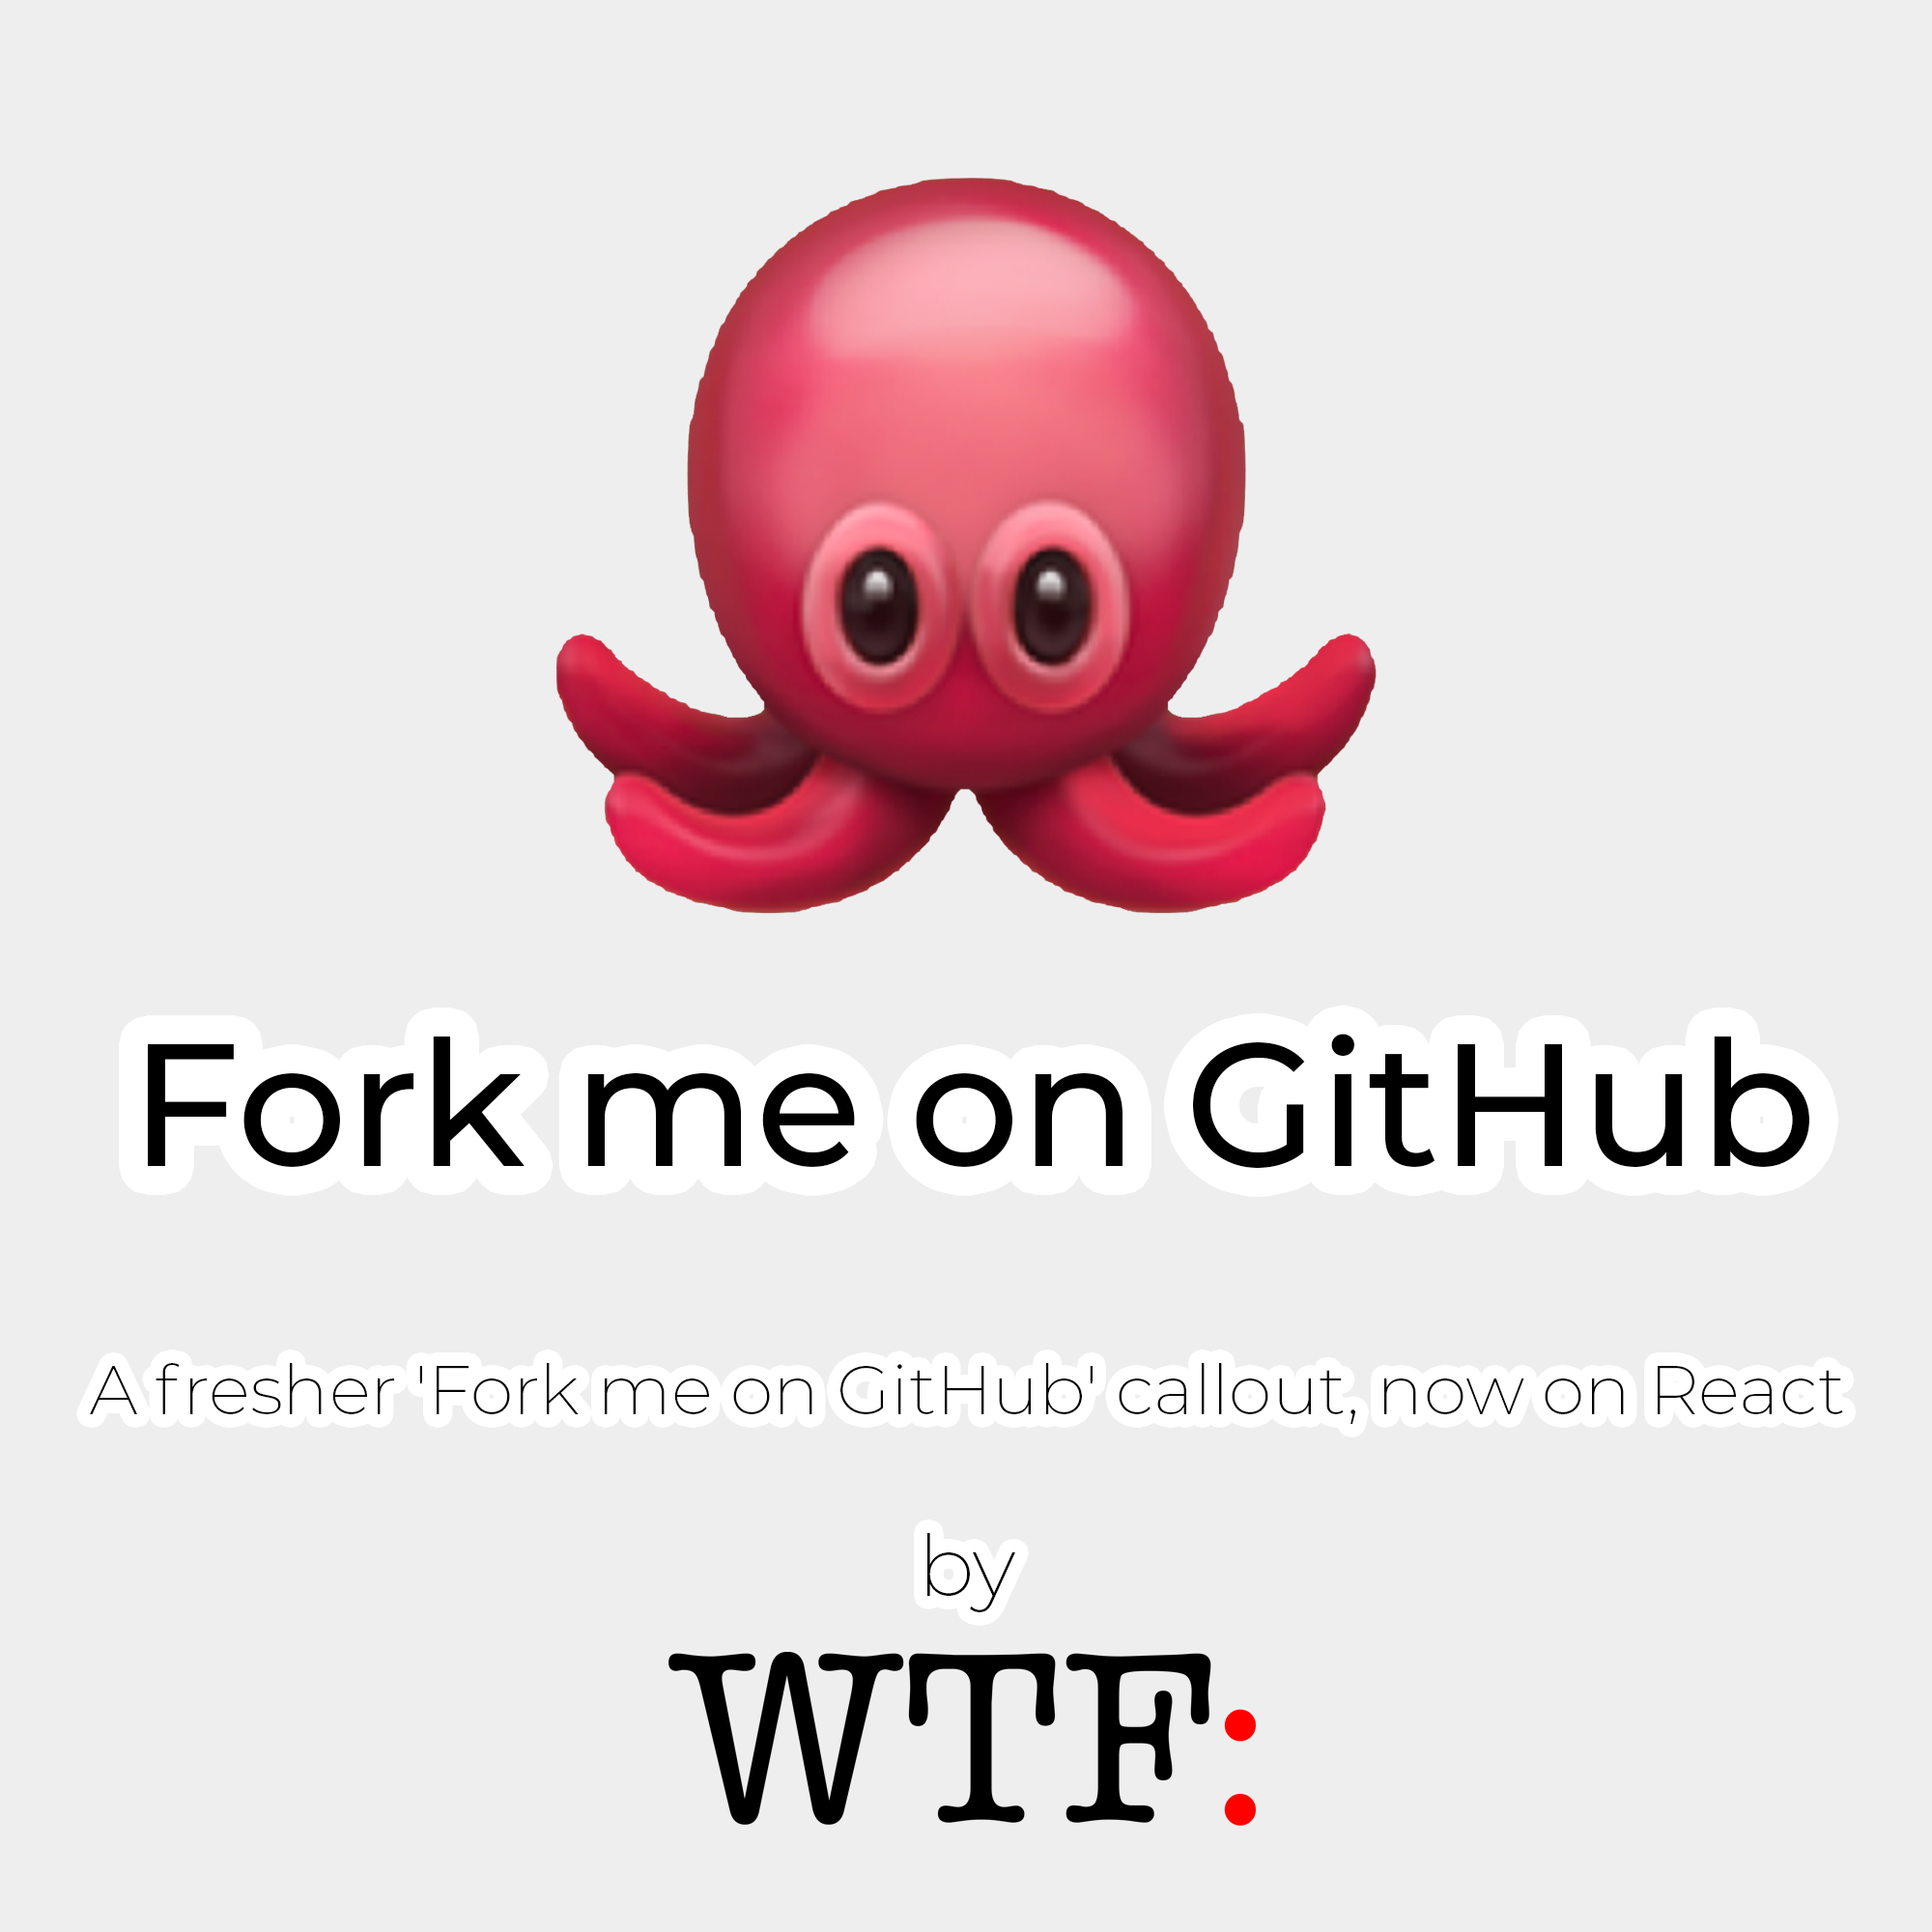 Fork me on GitHub
A fresher 'Fork me on GitHub' callout, now on React
by
WTF: